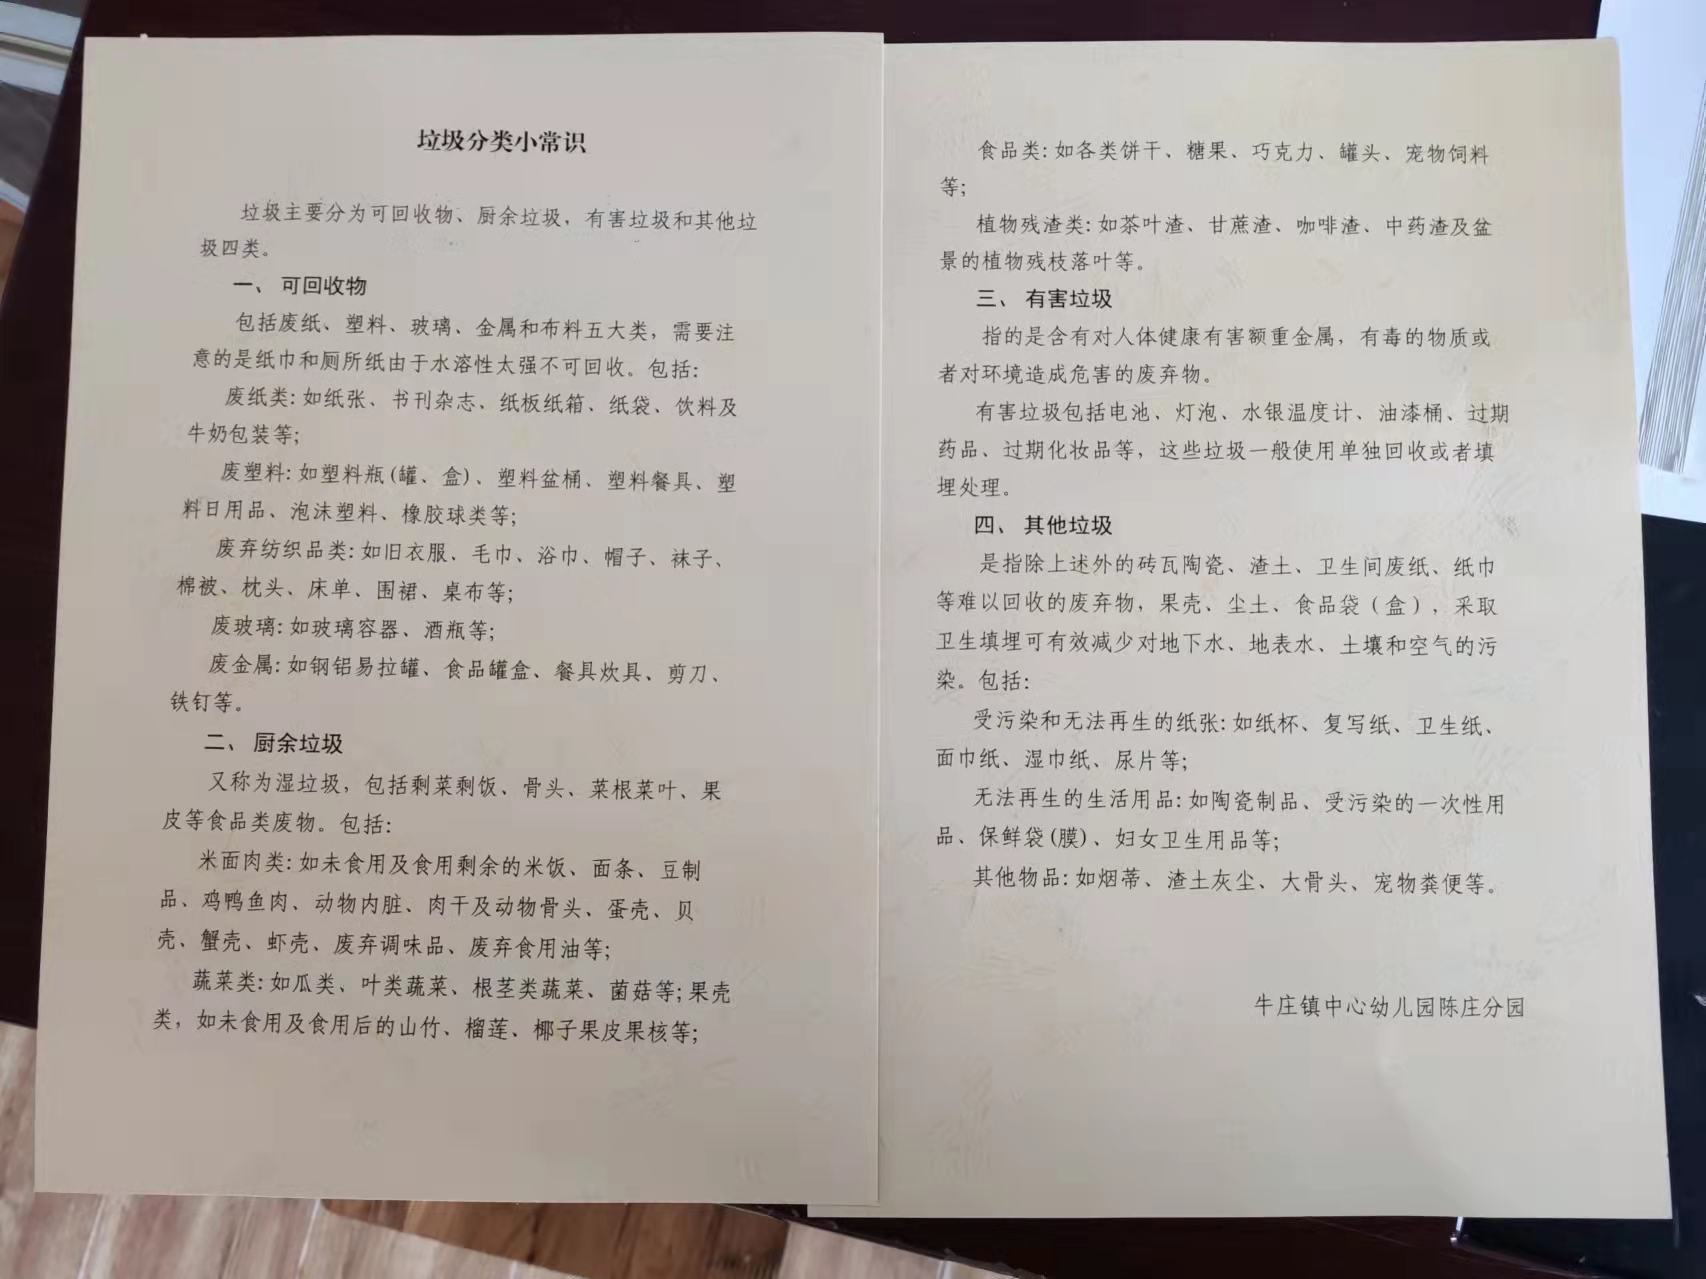 垃圾分类小常识
垃圾主要分为可回收物、厨余垃圾，有害垃圾和其他垃
圾四类。
一、可回收物
包括废纸、塑料、玻璃、金属和布料五大类，需要注
意的是纸巾和厕所纸由于水溶性太强不可回收。包括:
废纸类:如纸张、书刊杂志、纸板纸箱、纸袋、饮料及
牛奶包装等;
废塑料:如塑料瓶(罐、盒)、塑料盆桶、塑料餐具、塑
料日用品、泡沫塑料、橡胶球类等;
废弃纺织品类:如旧衣服、毛巾、浴巾、帽子、袜子、
棉被、枕头、床单、围裙、桌布等;
废玻璃:如玻璃容器、酒瓶等;
废金属:如钢铝易拉罐、食品罐盒、餐具炊具、剪刀、
铁钉等。
二、厨余垃圾
又称为湿垃圾，包括剩菜剩饭、骨头、菜根菜叶、果
皮等食品类废物。包括:
米面肉类:如未食用及食用剩余的米饭、面条、豆制
品、鸡鸭鱼肉、动物内脏、肉干及动物骨头、蛋壳、贝
壳、蟹壳、虾壳、废弃调味品、废弃食用油等;
蔬菜类:如瓜类、叶类蔬菜、根茎类蔬菜、菌菇等;果壳
类，如未食用及食用后的山竹、榴莲、椰子果皮果核等;
食品类:如各类饼干、糖果、巧克力、罐头、宠物饲料
等;
植物残渣类:如茶叶渣、甘蔗渣、咖啡渣、中药渣及盆
景的植物残枝落叶等。
三、有害垃圾
指的是含有对人体健康有害额重金属，有毒的物质或
者对环境造成危害的废弃物。
有害垃圾包括电池、灯泡、水银温度计、油漆桶、过期
药品、过期化妆品等，这些垃圾一般使用单独回收或者填
埋处理。
四、其他垃圾
是指除上述外的砖瓦陶瓷、渣土、卫生间废纸、纸巾
等难以回收的废弃物，果壳、尘土、食品袋（盒），采取
卫生填埋可有效减少对地下水、地表水、土壤和空气的污
染。包括:
受污染和无法再生的纸张:如纸杯、复写纸、卫生纸、
面巾纸、湿巾纸、尿片等;
无法再生的生活用品:如陶瓷制品、受污染的一次性用
品、保鲜袋(膜)、妇女卫生用品等;
其他物品:如烟蒂、渣土灰尘、大骨头、宠物粪便等。
牛庄镇中心幼儿园陈庄分园